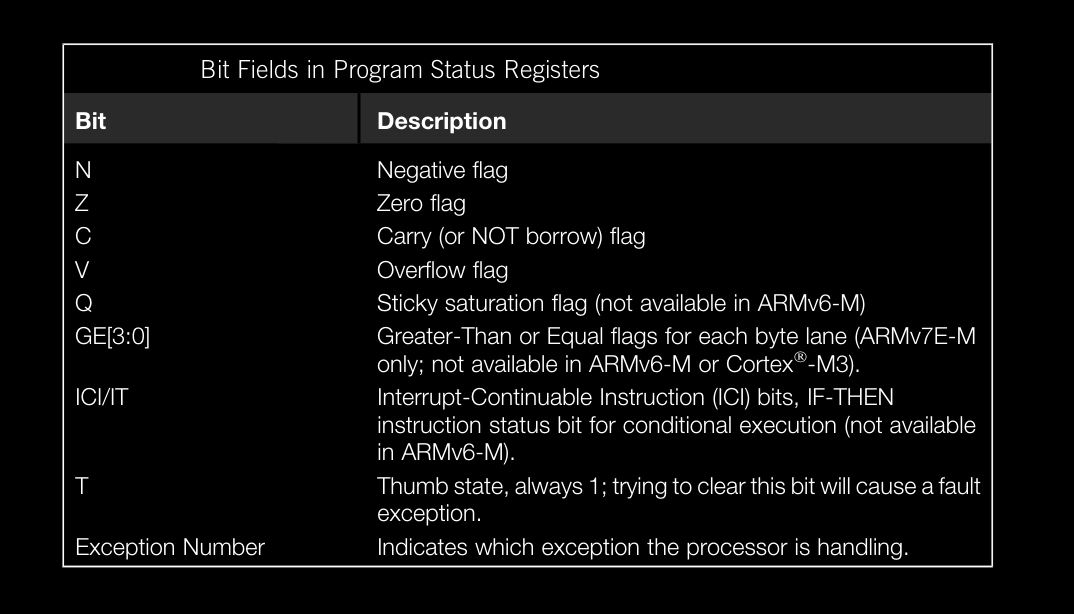 Bit Fields in Program Status Registers
Bit Description
N Negative flag
Z Zero flag
C Carry (or NOT borrow) flag
V Overflow flag
Q Sticky saturation flag (not available in ARMv6-M)
GE[3:0] Greater-Than or Equal flags for each byte lane (ARMv7E-M
only; not available in ARMv6-M or Cortex®-M3).
ICI/IT Interrupt-Continuable Instruction (ICI) bits, IF-THEN
instruction status bit for conditional execution (not available
in ARMv6-M).
T Thumb state, always 1; trying to clear this bit will cause a fault
exception.
Exception Number Indicates which exception the processor is handling.